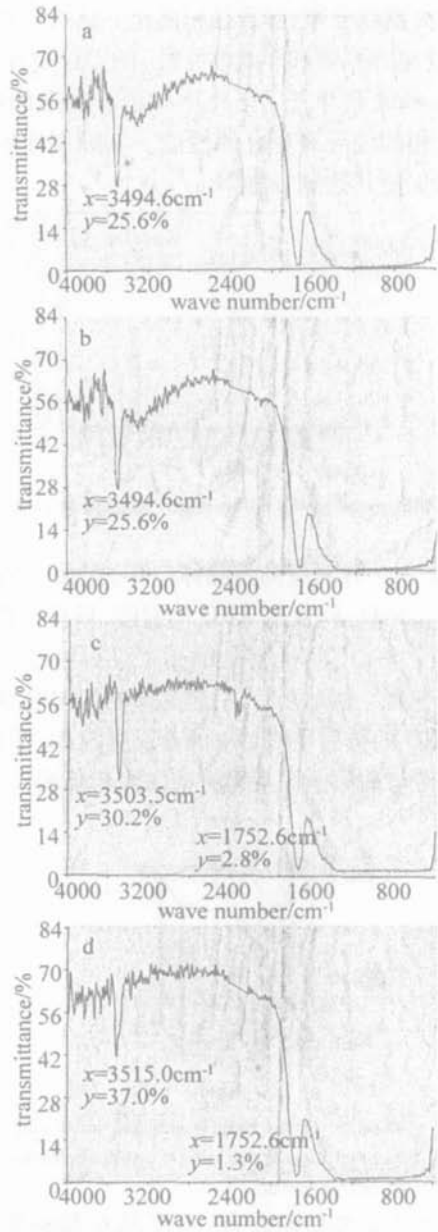 a
84
70
56
42
28
14
0
transmittance/%
x=3494.6cm⁻¹
y=25.6%
4000 3200 2400 1600 800
wave number/cm⁻¹
b
84
70
56
42
28
14
0
transmittance/%
x=3494.6cm⁻¹
y=25.6%
4000 3200 2400 1600 800
wave number/cm⁻¹
c
84
70
56
42
28
14
0
transmittance/%
x=3503.5cm⁻¹
y=30.2%
x=1752.6cm⁻¹
y=2.8%
4000 3200 2400 1600 800
wave number/cm⁻¹
d
84
70
56
42
28
14
0
transmittance/%
x=3515.0cm⁻¹
y=37.0%
x=1752.6cm⁻¹
y=1.3%
4000 3200 2400 1600 800
wave number/cm⁻¹